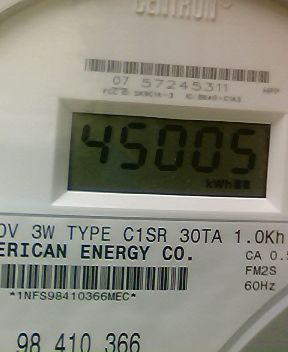 CENTRON
07 57245311
45005
kWh
0V 3W TYPE C1SR 30TA 1.0Kh
ERICAN ENERGY CO.
CA 0.5
FM2S
*1NFS98410366MEC*
60Hz
98 410 366